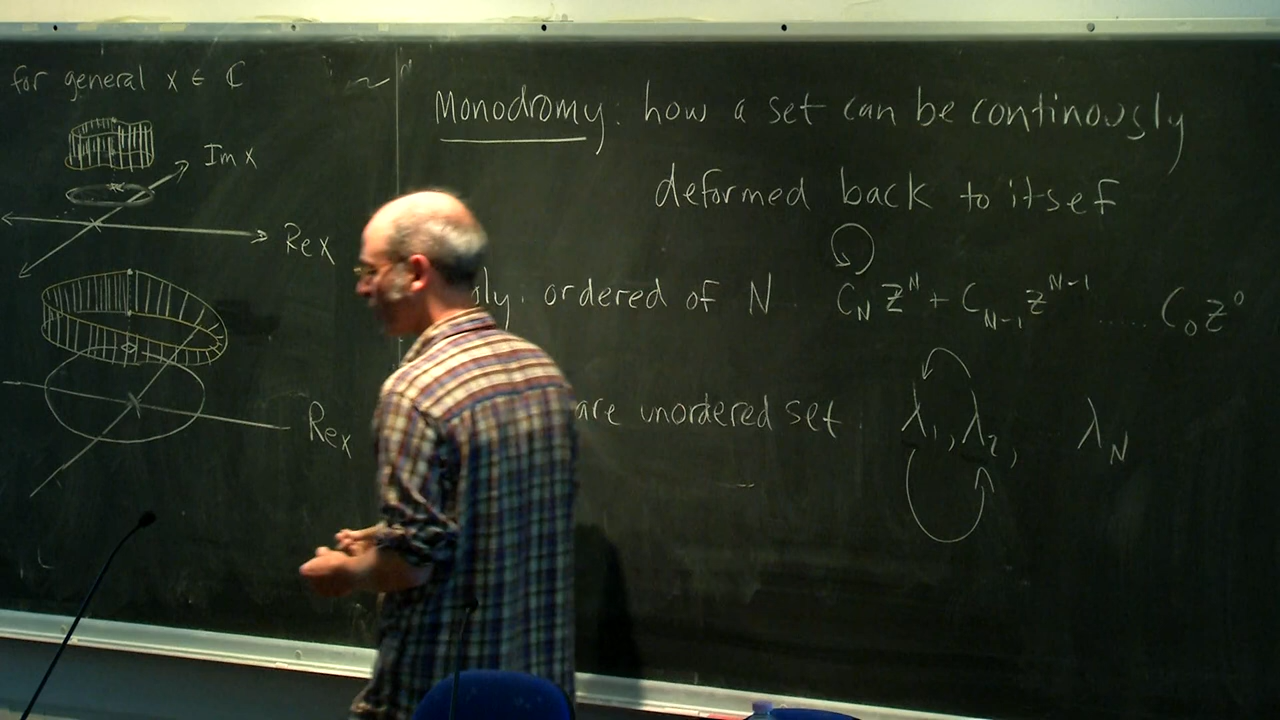 for general x ∈ ℂ
Im x
Re x
Rex
Monodromy: how a set can be continously
deformed back to itsef
ordered of N C_N Z^N + C_{N-1} z^{N-1} ...... C_0 z^0
are unordered set. λ_1, λ_2, λ_N